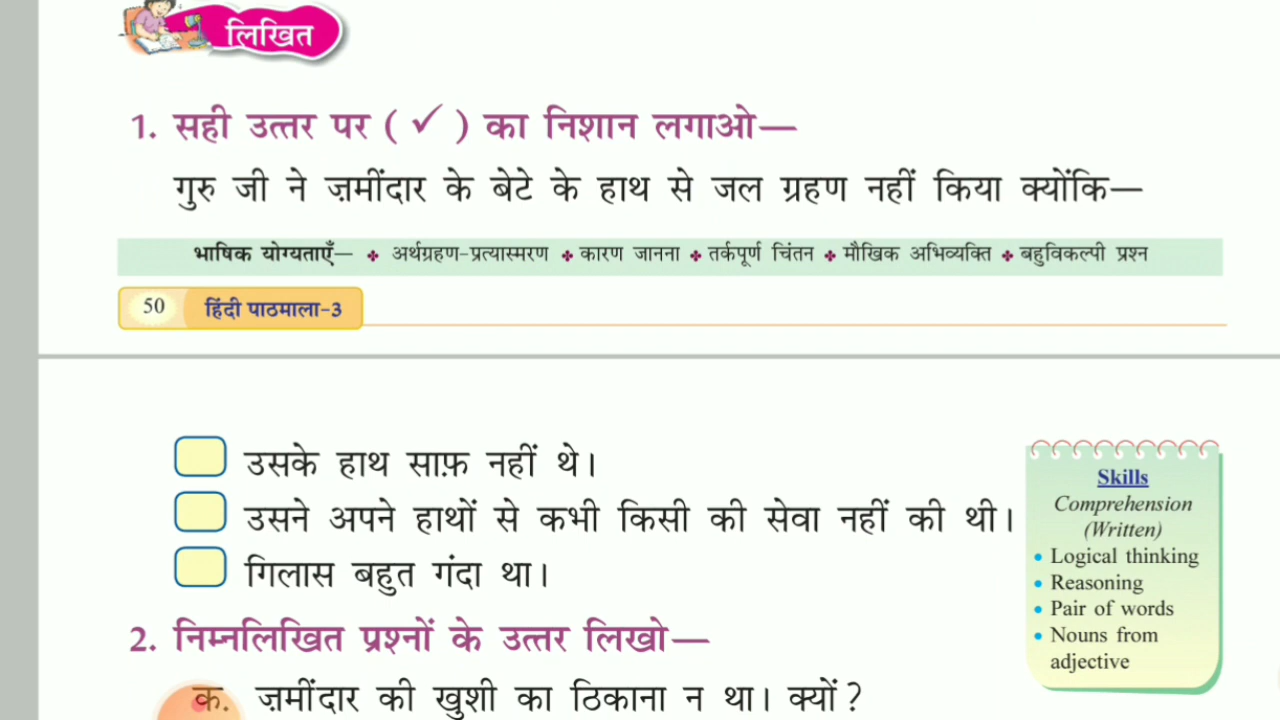 लिखित
1. सही उत्तर पर ( ✓ ) का निशान लगाओ—
गुरु जी ने ज़मींदार के बेटे के हाथ से जल ग्रहण नहीं किया क्योंकि—
भाषिक योग्यताएँ— ❖ अर्थग्रहण-प्रत्यास्मरण ❖ कारण जानना ❖ तर्कपूर्ण चिंतन ❖ मौखिक अभिव्यक्ति ❖ बहुविकल्पी प्रश्न
50 हिंदी पाठमाला-3
उसके हाथ साफ़ नहीं थे।
उसने अपने हाथों से कभी किसी की सेवा नहीं की थी।
गिलास बहुत गंदा था।
Skills
Comprehension
(Written)
• Logical thinking
• Reasoning
• Pair of words
• Nouns from
adjective
2. निम्नलिखित प्रश्नों के उत्तर लिखो—
क. ज़मींदार की खुशी का ठिकाना न था। क्यों?